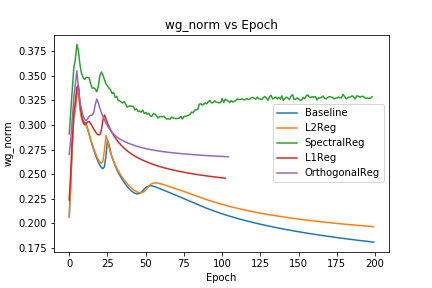 wg_norm vs Epoch
0.375
0.350
0.325
0.300
0.275
0.250
0.225
0.200
0.175
wg_norm
Baseline
L2Reg
SpectralReg
L1Reg
OrthogonalReg
0 25 50 75 100 125 150 175 200
Epoch